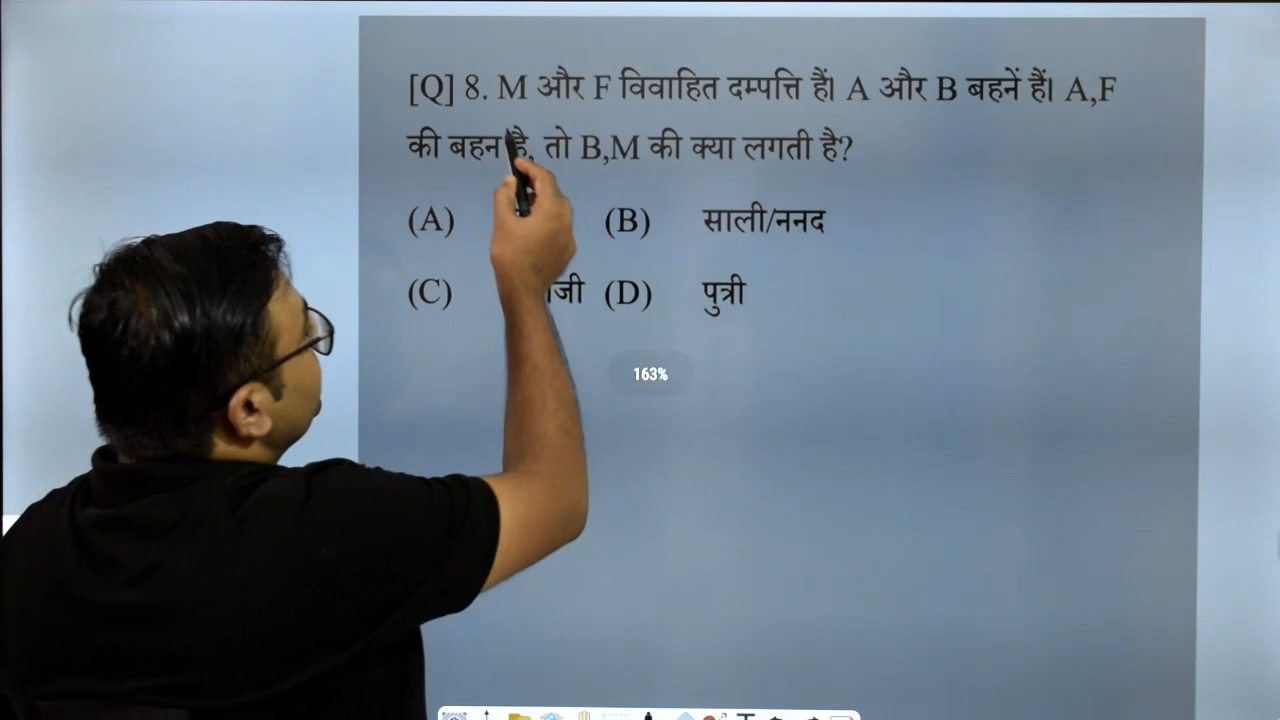 [Q] 8. M और F विवाहित दम्पत्ति हैं। A और B बहनें हैं। A,F
की बहन है, तो B,M की क्या लगती है?
(A) (B) साली/ननद
(C) (D) पुत्री
163%